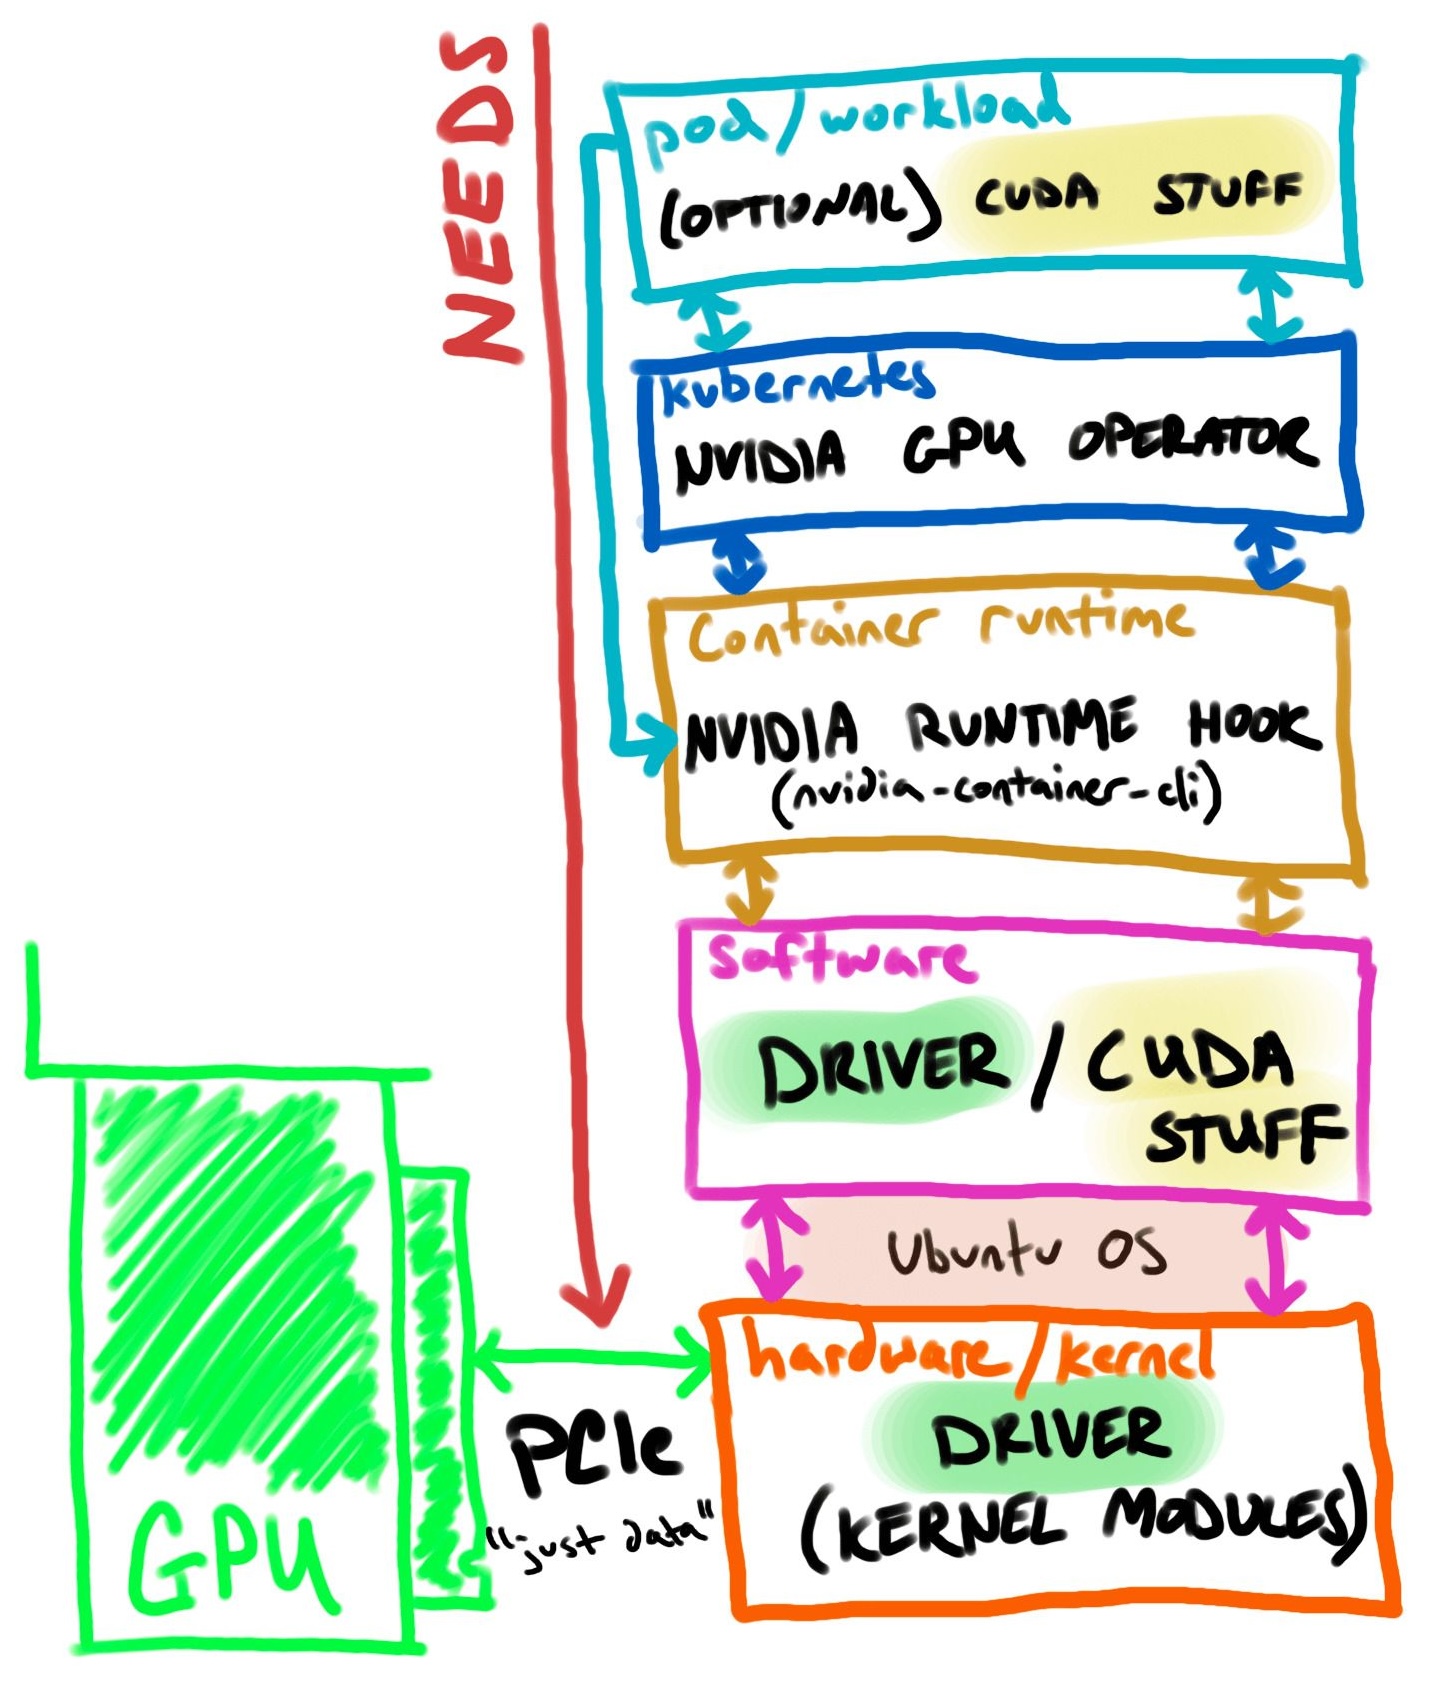 NEEDS
pod/workload
(OPTIONAL) CUDA STUFF
kubernetes
NVIDIA GPU OPERATOR
Container runtime
NVIDIA RUNTIME HOOK
(nvidia-container-cli)
Software
DRIVER / CUDA
STUFF
Ubuntu OS
hardware/kernel
DRIVER
(KERNEL MODULES)
PCIe
"just data"
GPU